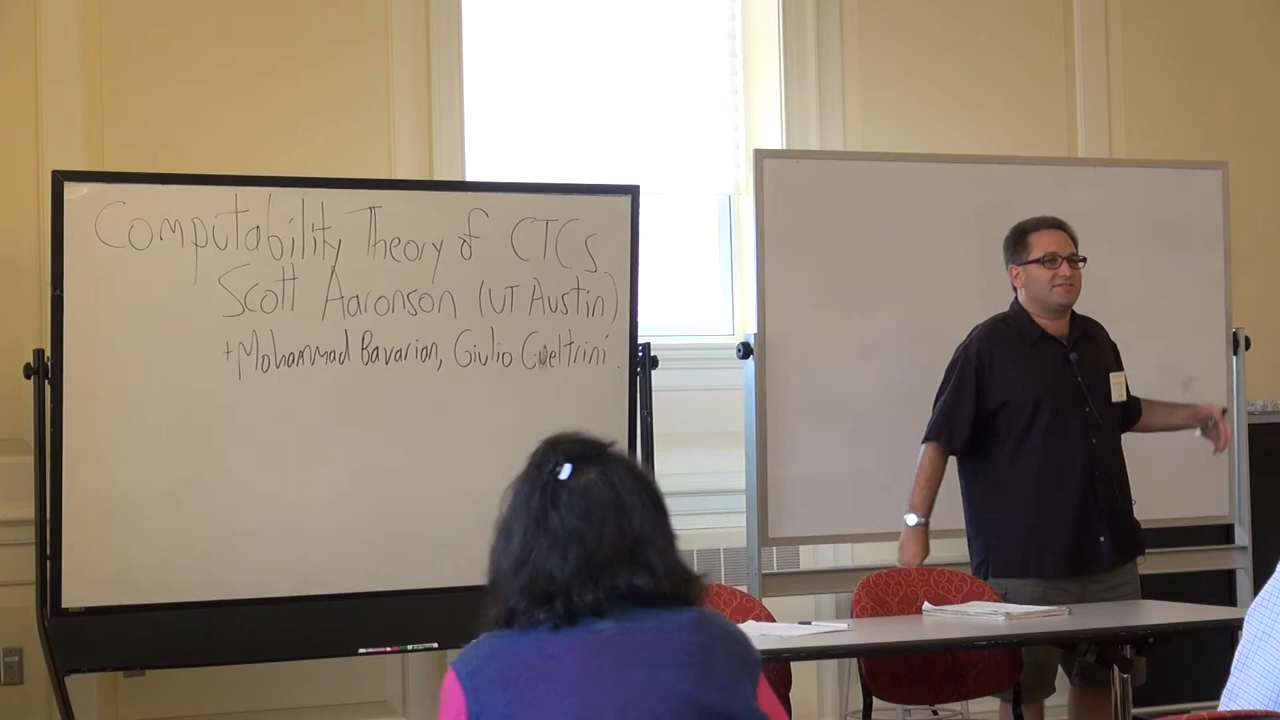 Computability Theory of CTCs
Scott Aaronson (UT Austin)
+Mohammad Bavarian, Giulio Gueltrini